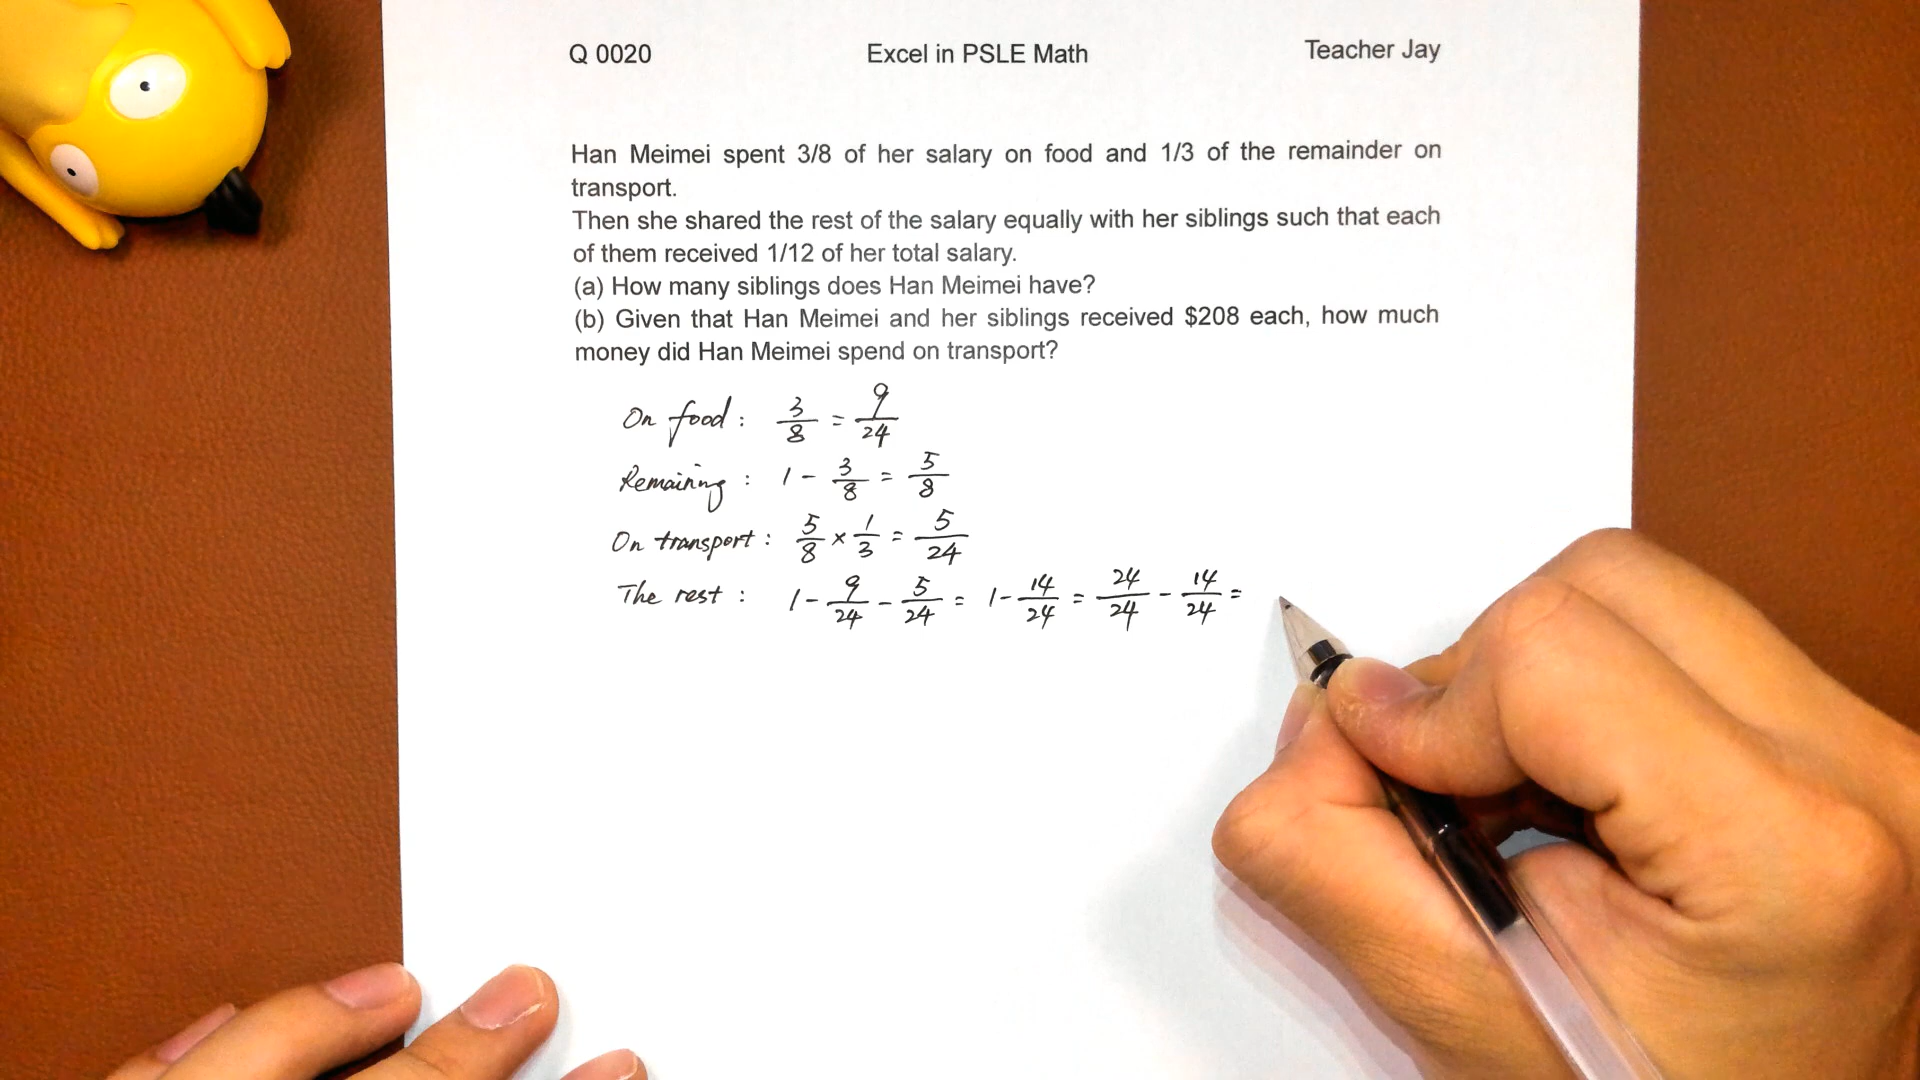 Q 0020 Excel in PSLE Math Teacher Jay
Han Meimei spent 3/8 of her salary on food and 1/3 of the remainder on
transport.
Then she shared the rest of the salary equally with her siblings such that each
of them received 1/12 of her total salary.
(a) How many siblings does Han Meimei have?
(b) Given that Han Meimei and her siblings received $208 each, how much
money did Han Meimei spend on transport?
On food : 3/8 = 9/24
Remaining : 1 - 3/8 = 5/8
On transport : 5/8 × 1/3 = 5/24
The rest : 1 - 9/24 - 5/24 = 1 - 14/24 = 24/24 - 14/24 =